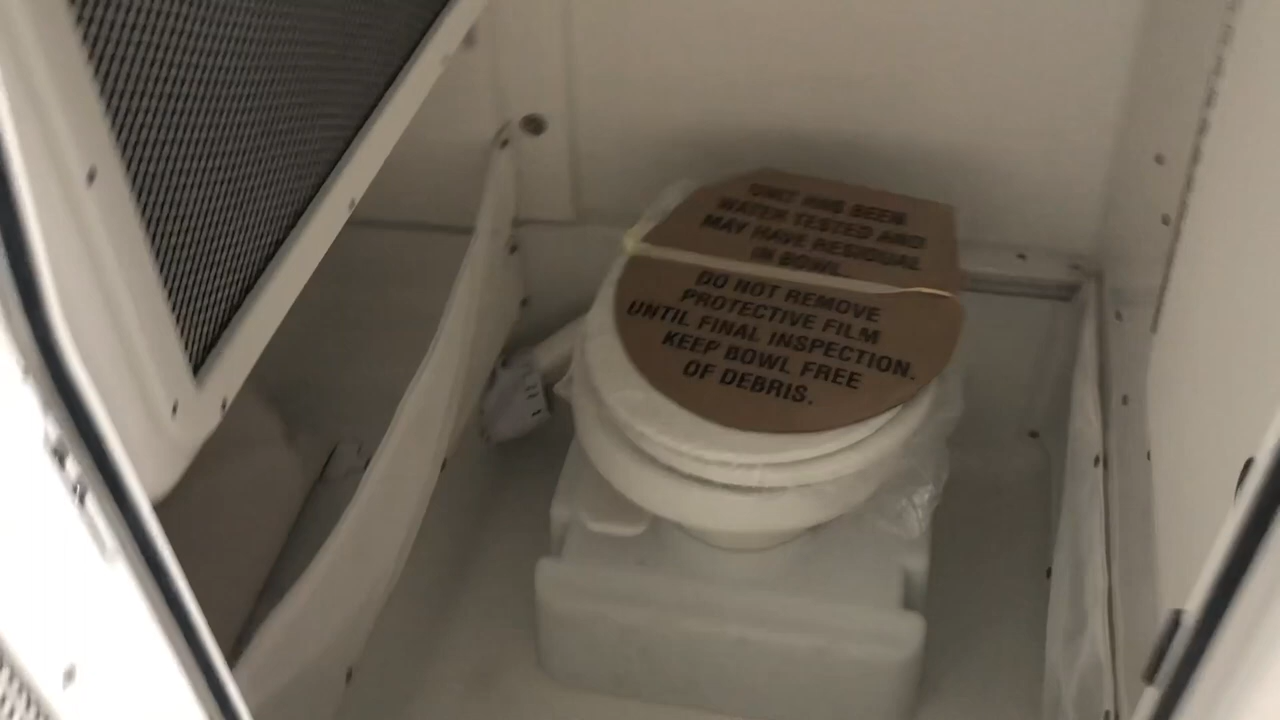 UNIT HAS BEEN
WATER TESTED AND
MAY HAVE RESIDUAL
IN BOWL.
DO NOT REMOVE
PROTECTIVE FILM
UNTIL FINAL INSPECTION.
KEEP BOWL FREE
OF DEBRIS.